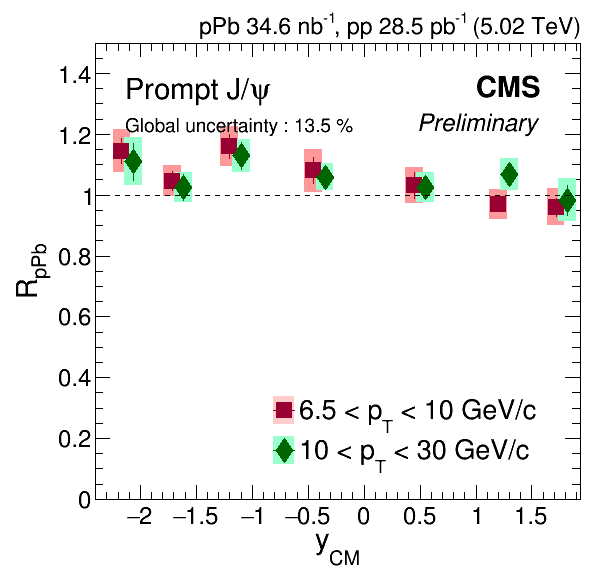 pPb 34.6 nb⁻¹, pp 28.5 pb⁻¹ (5.02 TeV)
Prompt J/ψ
CMS
Global uncertainty : 13.5 %
Preliminary
1.4
1.2
1
0.8
0.6
0.4
0.2
0
R_pPb
6.5 < p_T < 10 GeV/c
10 < p_T < 30 GeV/c
−2 −1.5 −1 −0.5 0 0.5 1 1.5
y_CM